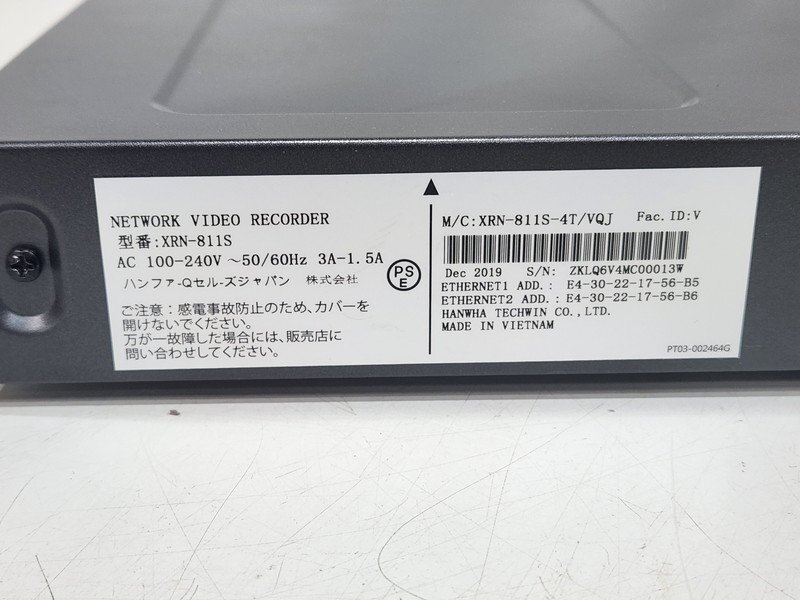 NETWORK VIDEO RECORDER
型番:XRN-811S
AC 100-240V ～50/60Hz 3A-1.5A
ハンファ-Qセル-ズジャパン 株式会社
PS
E
ご注意：感電事故防止のため、カバーを
開けないでください。
万が一故障した場合には、販売店に
問い合わせしてください。
M/C:XRN-811S-4T/VQJ Fac.ID:V
Dec 2019 S/N: ZKLQ6V4MC00013W
ETHERNET1 ADD.: E4-30-22-17-56-B5
ETHERNET2 ADD.: E4-30-22-17-56-B6
HANWHA TECHWIN CO.,LTD.
MADE IN VIETNAM
PT03-002464G